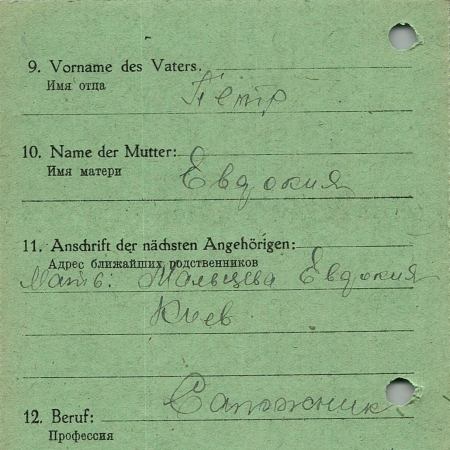 9. Vorname des Vaters.
Имя отца
Петр
10. Name der Mutter:
Имя матери
Евдокия
11. Anschrift der nächsten Angehörigen:
Адрес ближайших родственников
Мать: Мальцева Евдокия
Киев
Сапожник
12. Beruf:
Профессия